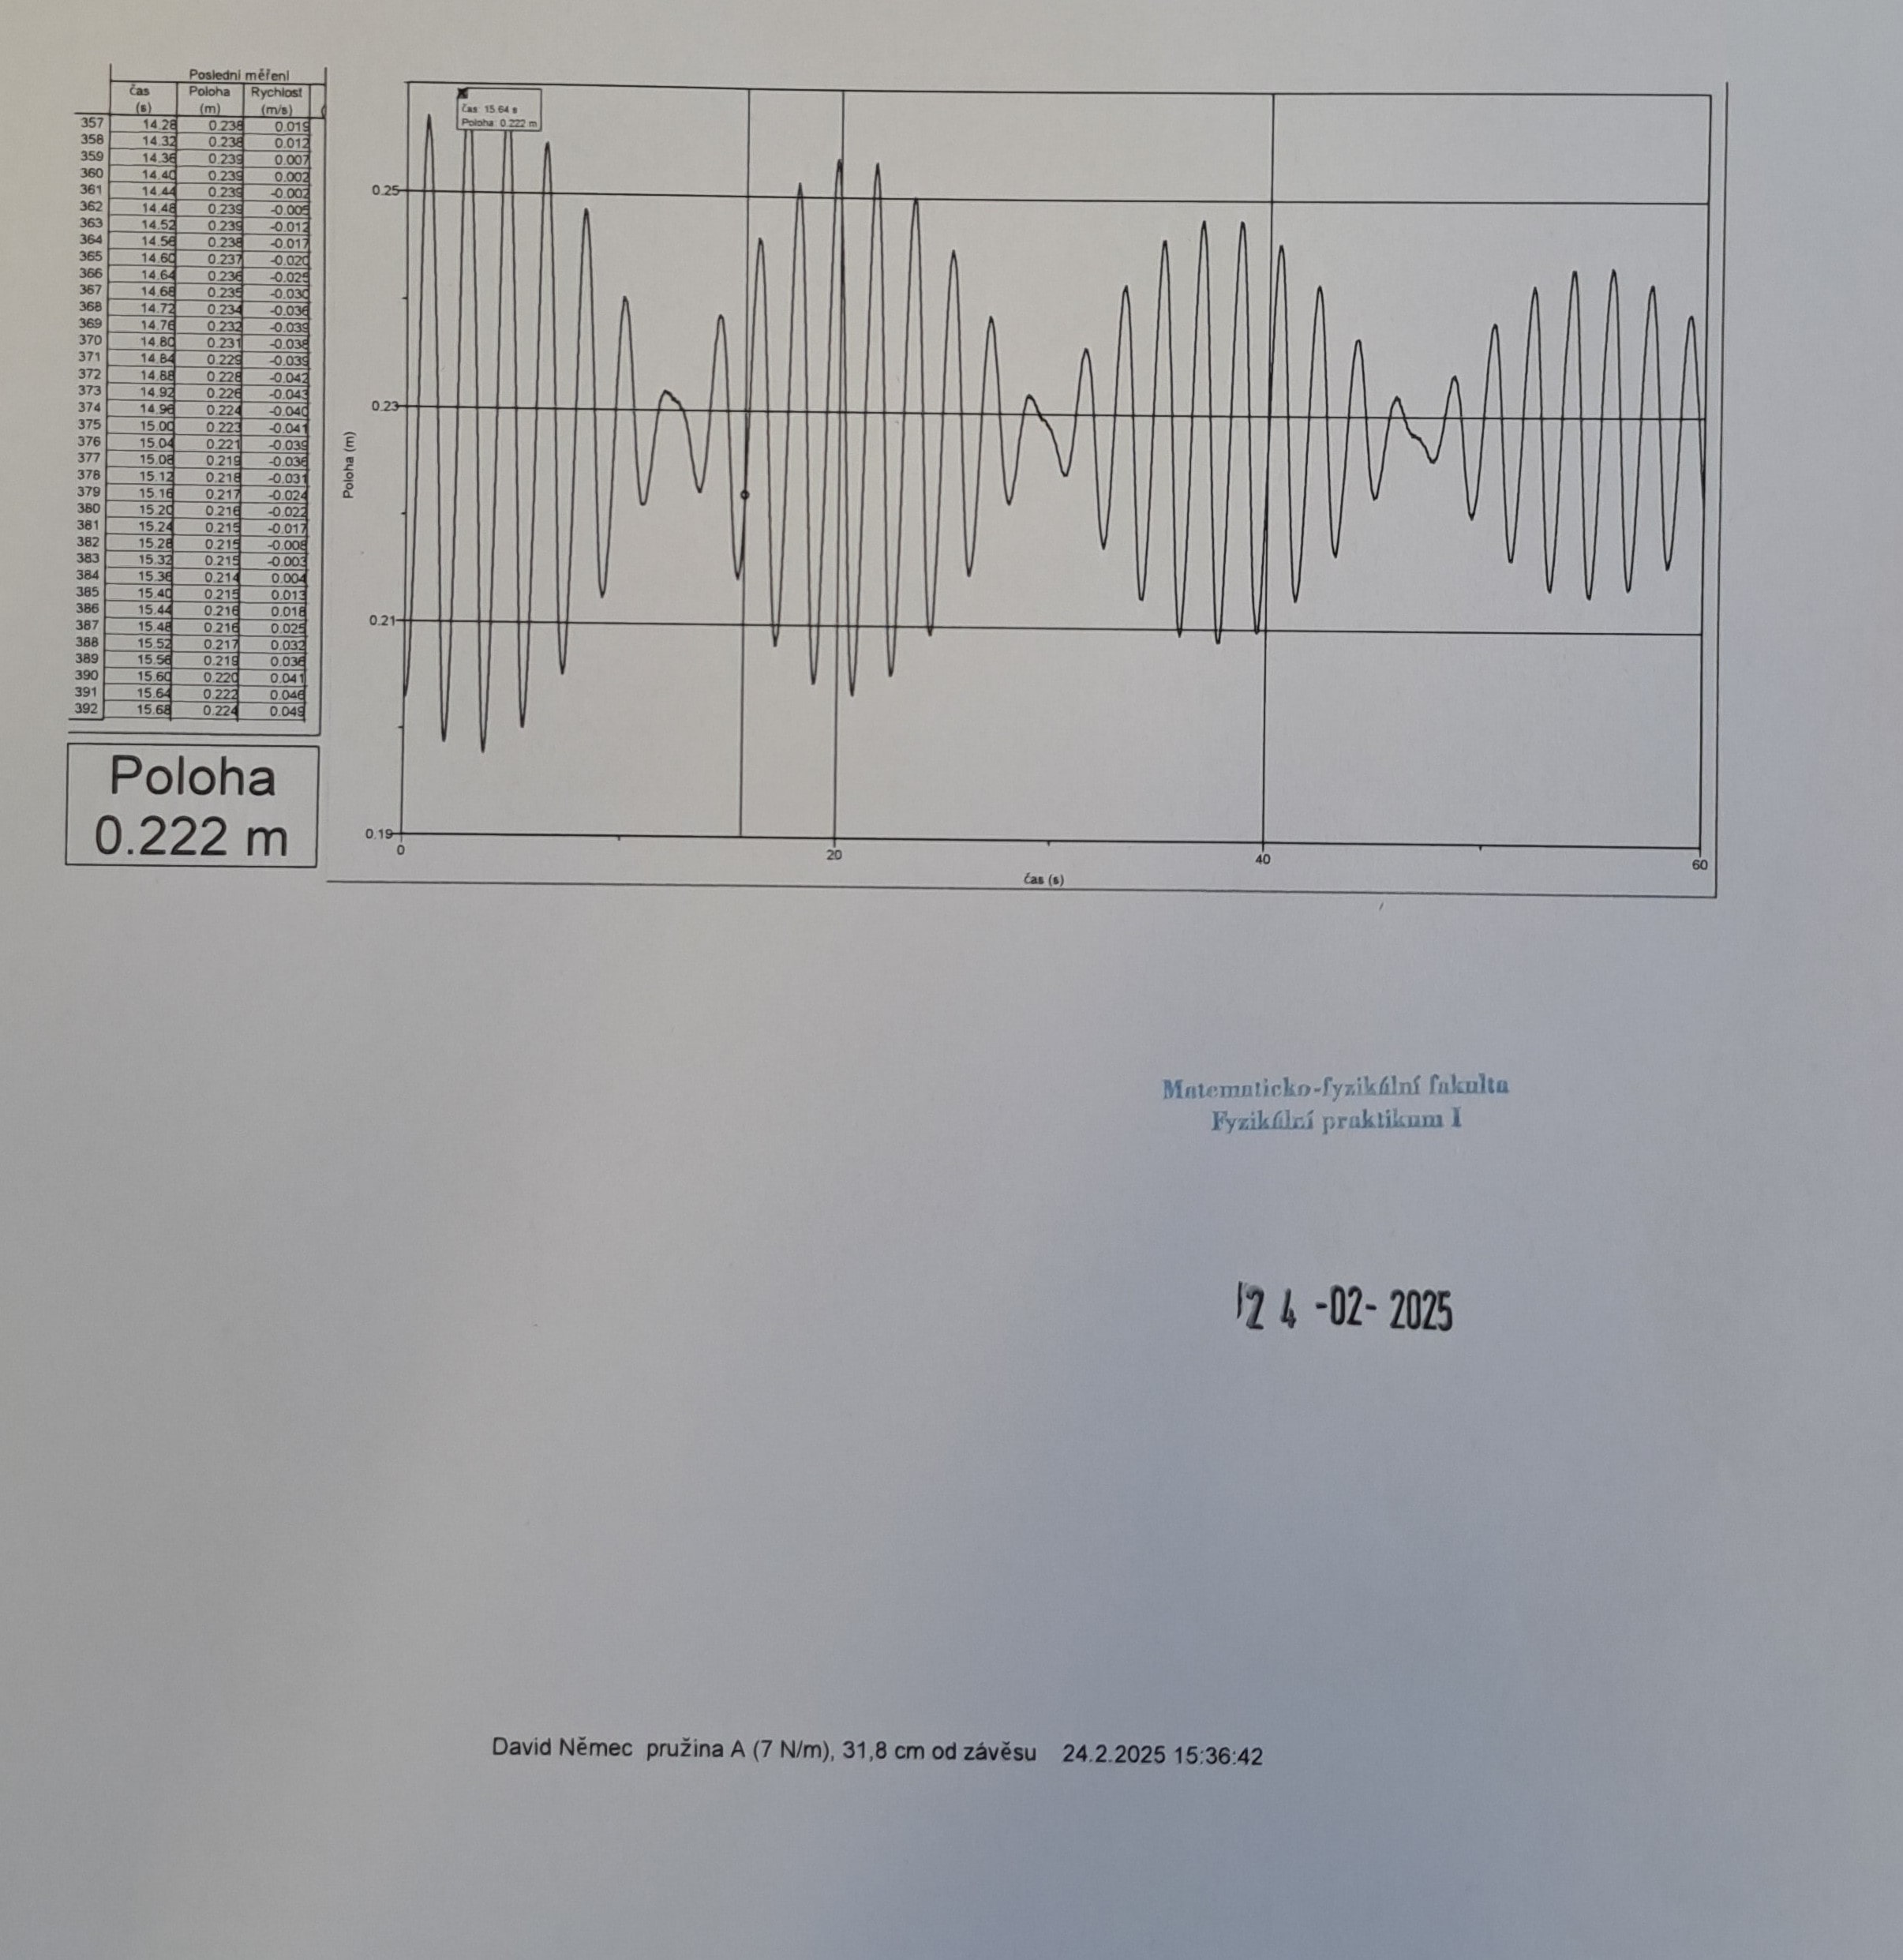 Poslední měření
čas Poloha Rychlost
(s) (m) (m/s)
357 14.28 0.238 0.019
358 14.32 0.238 0.012
359 14.36 0.239 0.007
360 14.40 0.239 0.002
361 14.44 0.239 -0.002
362 14.48 0.239 -0.005
363 14.52 0.239 -0.012
364 14.56 0.238 -0.017
365 14.60 0.237 -0.020
366 14.64 0.236 -0.025
367 14.68 0.235 -0.030
368 14.72 0.234 -0.036
369 14.76 0.232 -0.039
370 14.80 0.231 -0.038
371 14.84 0.229 -0.039
372 14.88 0.228 -0.042
373 14.92 0.226 -0.043
374 14.96 0.224 -0.040
375 15.00 0.223 -0.041
376 15.04 0.221 -0.039
377 15.08 0.219 -0.036
378 15.12 0.218 -0.031
379 15.16 0.217 -0.024
380 15.20 0.216 -0.022
381 15.24 0.215 -0.017
382 15.28 0.215 -0.008
383 15.32 0.215 -0.003
384 15.36 0.214 0.004
385 15.40 0.215 0.013
386 15.44 0.216 0.018
387 15.48 0.216 0.025
388 15.52 0.217 0.032
389 15.56 0.219 0.036
390 15.60 0.220 0.041
391 15.64 0.222 0.046
392 15.68 0.224 0.049
Poloha
0.222 m
čas: 15.64 s
Poloha: 0.222 m
0.25
0.23
0.21
0.19
Poloha (m)
0 20 40 60
čas (s)
Matematicko-fyzikální fakulta
Fyzikální praktikum I
24 -02- 2025
David Němec pružina A (7 N/m), 31,8 cm od závěsu 24.2.2025 15:36:42